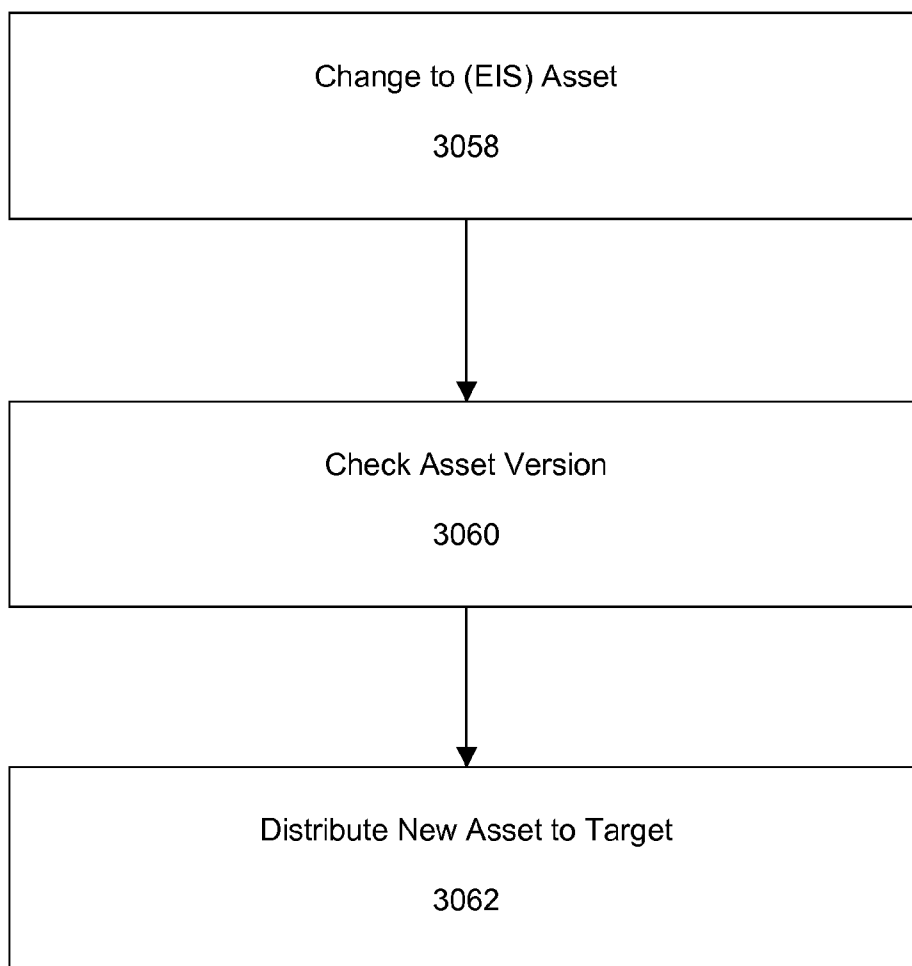 Change to (EIS) Asset
3058
Check Asset Version
3060
Distribute New Asset to Target
3062